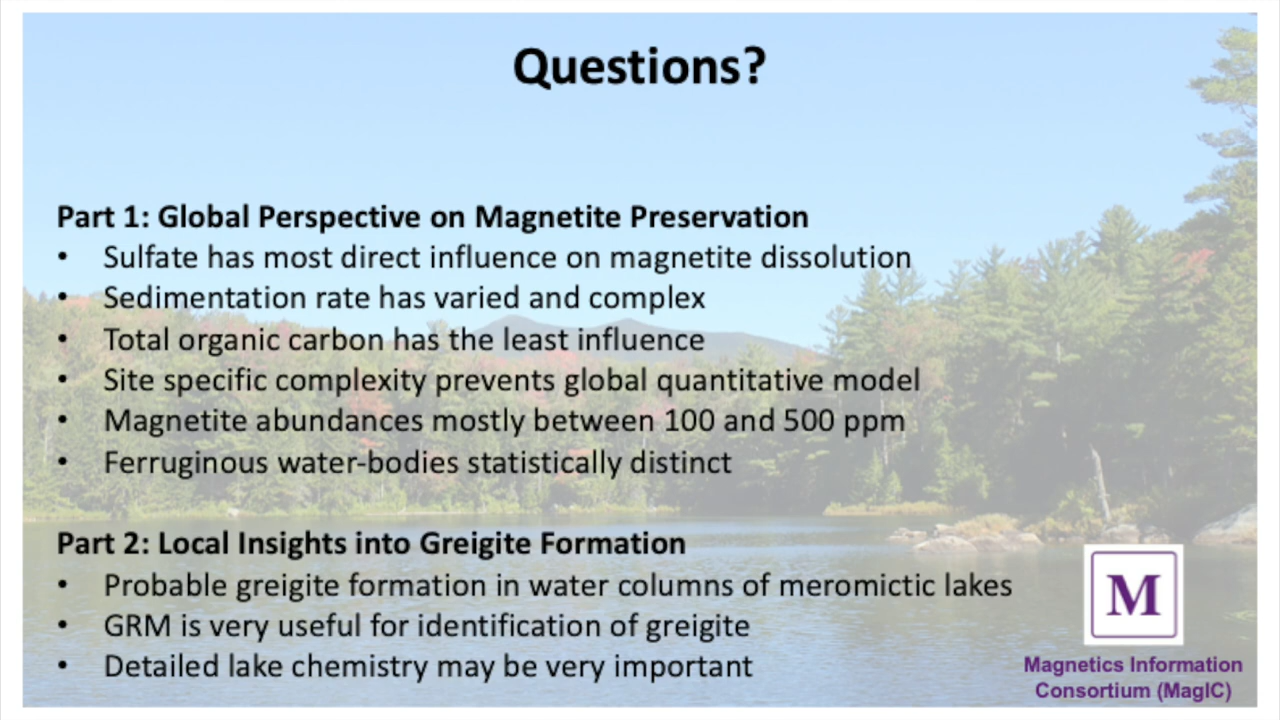 Questions?
Part 1: Global Perspective on Magnetite Preservation
• Sulfate has most direct influence on magnetite dissolution
• Sedimentation rate has varied and complex
• Total organic carbon has the least influence
• Site specific complexity prevents global quantitative model
• Magnetite abundances mostly between 100 and 500 ppm
• Ferruginous water-bodies statistically distinct
Part 2: Local Insights into Greigite Formation
• Probable greigite formation in water columns of meromictic lakes
• GRM is very useful for identification of greigite
• Detailed lake chemistry may be very important
M
Magnetics Information
Consortium (MagIC)